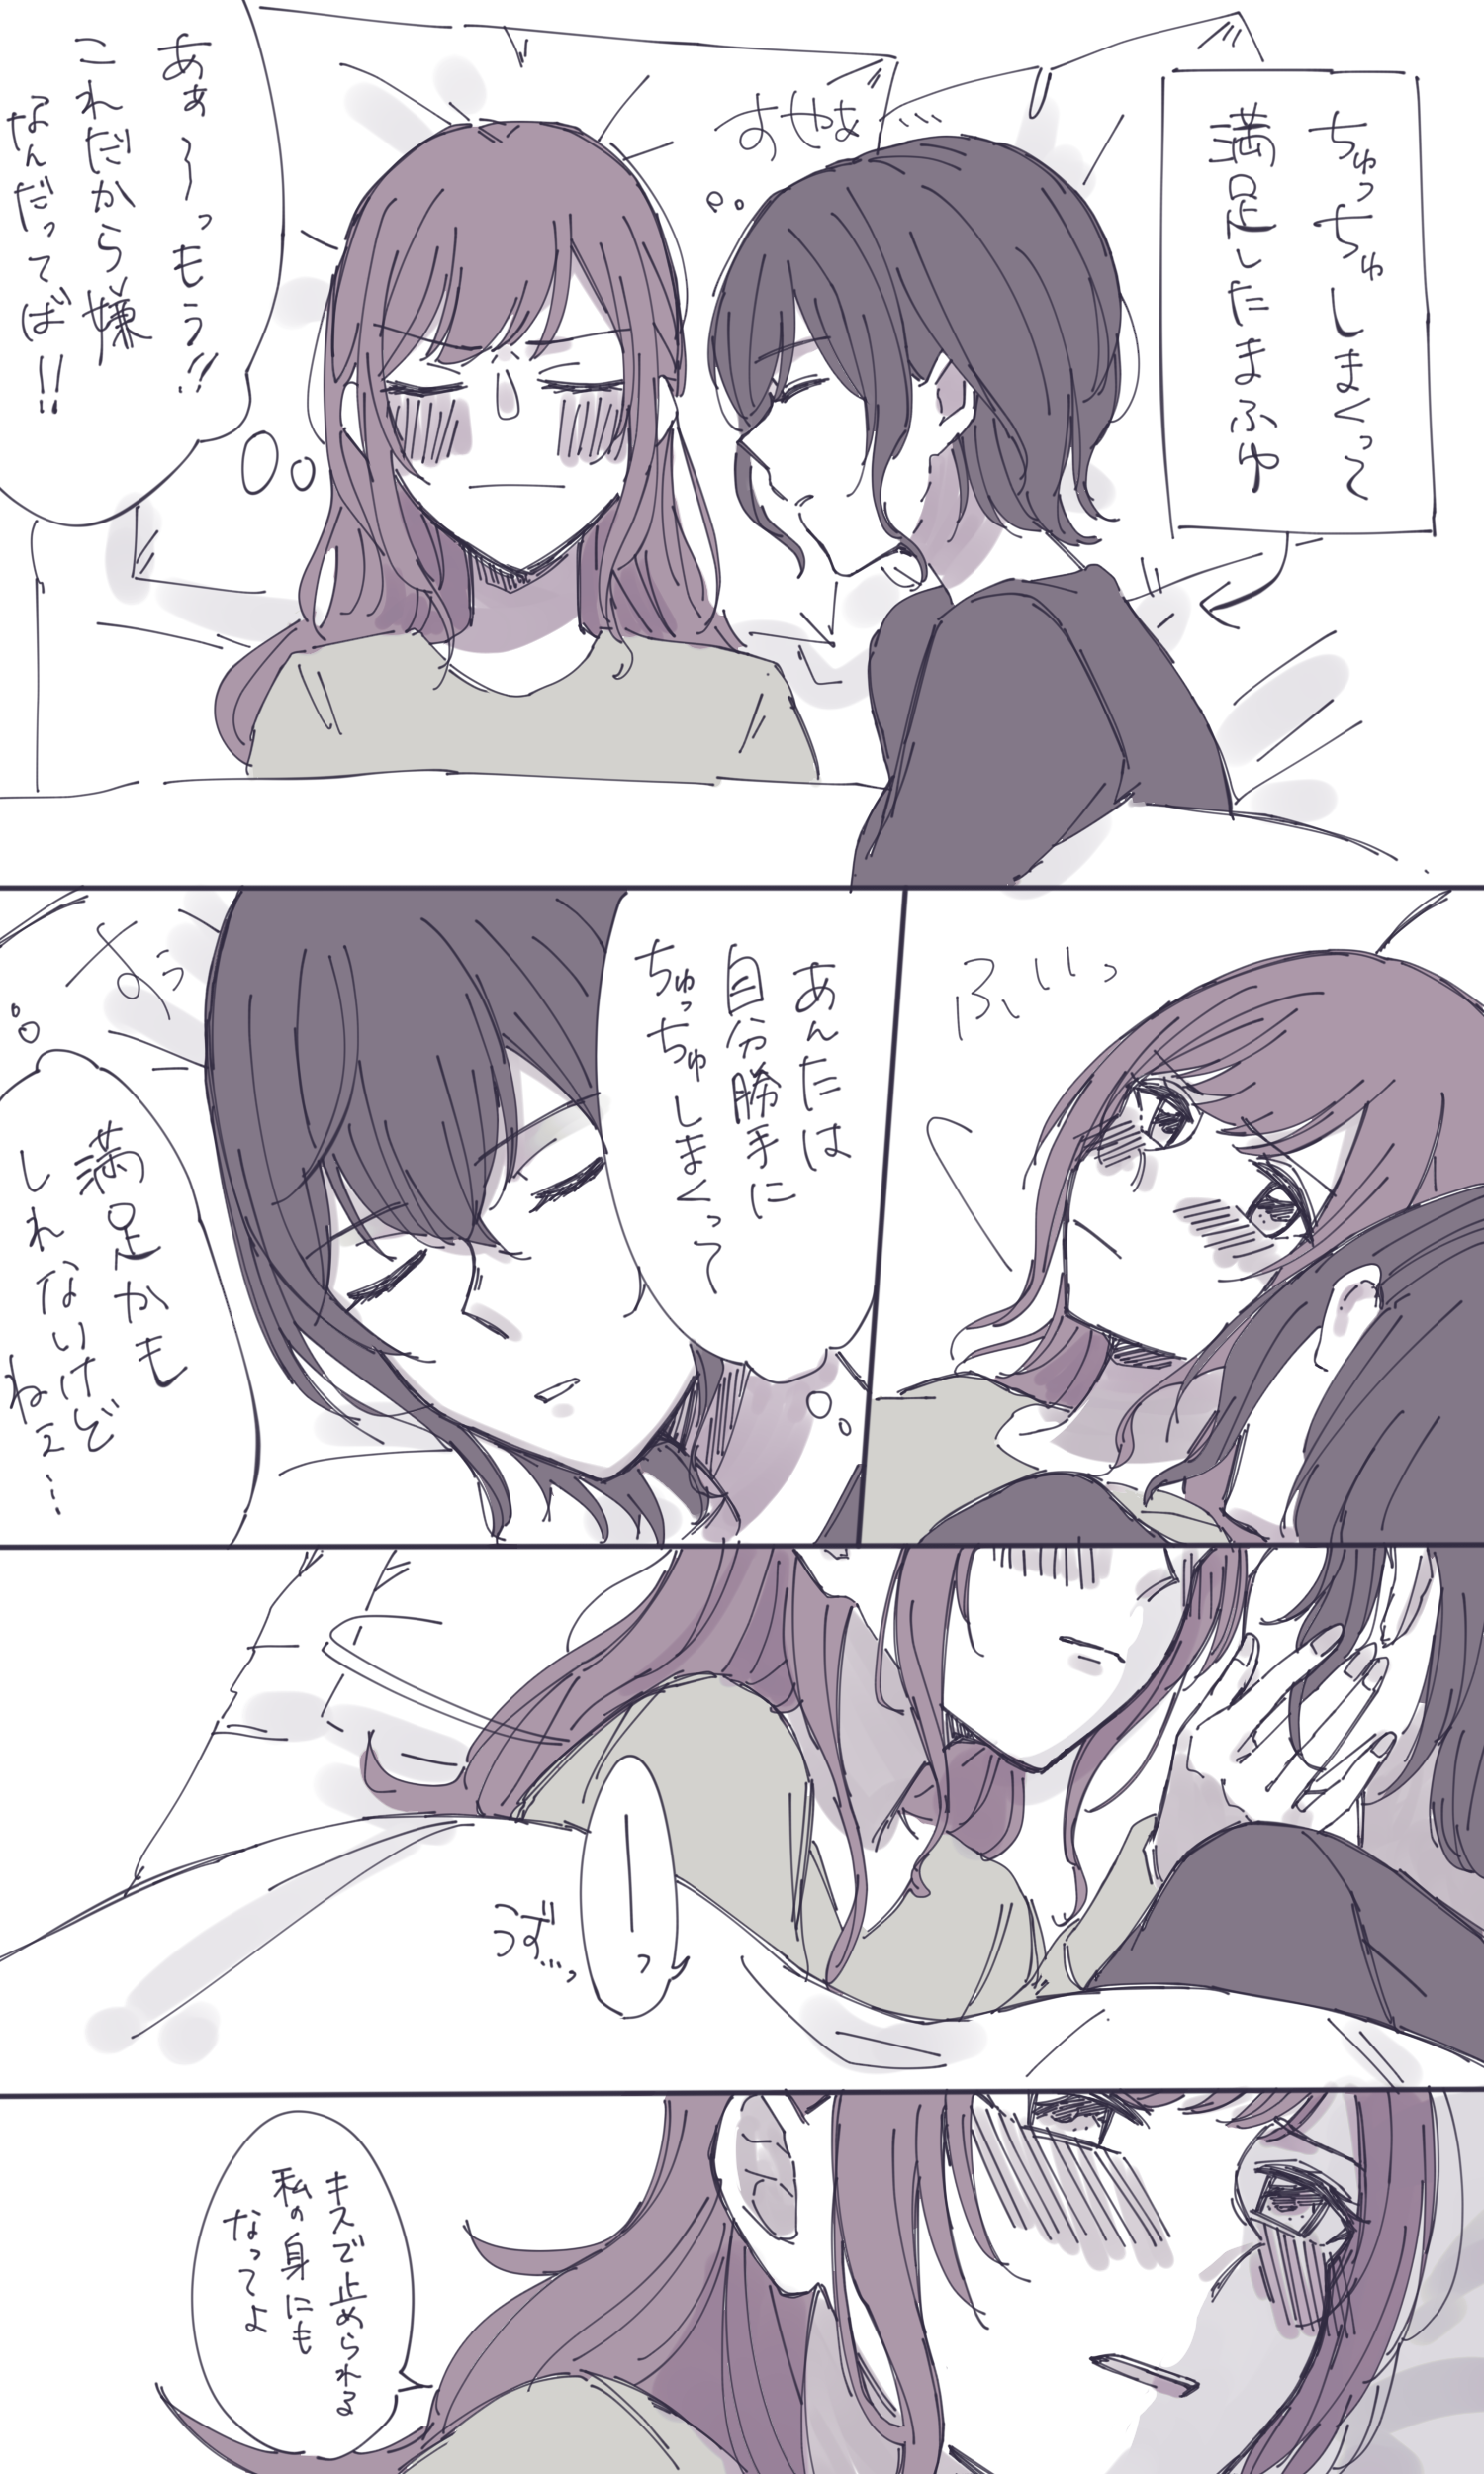 ちゅっちゅしまくって
満足したまふゆ
すやぁ…
あぁ〜っもう!!
これだから嫌
なんだってば!!
ふいっ
あんたは
自分勝手に
ちゅっちゅしまくって
すぅ
満足かも
しれないけど
ねぇ…
――っ
うず…。
キスで止められる
私の身にも
なってよ